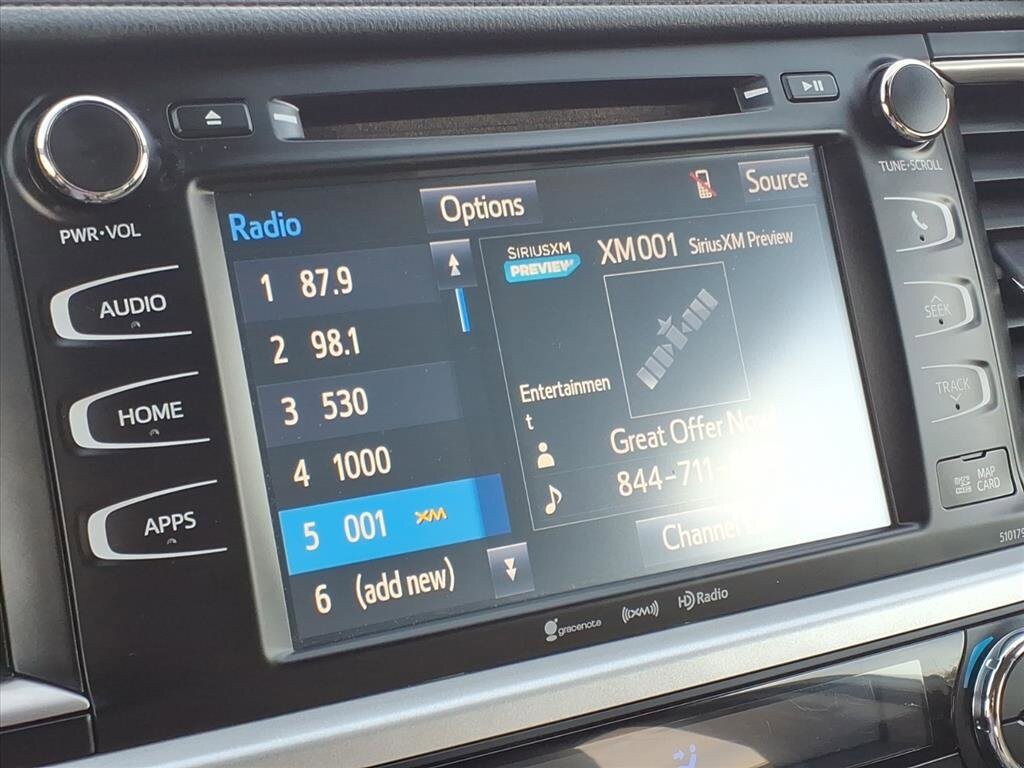 PWR•VOL
TUNE•SCROLL
AUDIO
HOME
APPS
SEEK
TRACK
micro
MAP
CARD
Radio
Options
Source
1 87.9
2 98.1
3 530
4 1000
5 001 XM
6 (add new)
SIRIUSXM
PREVIEW
XM001 SiriusXM Preview
Entertainmen
t
Great Offer Now!
844-711-
Channel
gracenote
((XM))
HD Radio